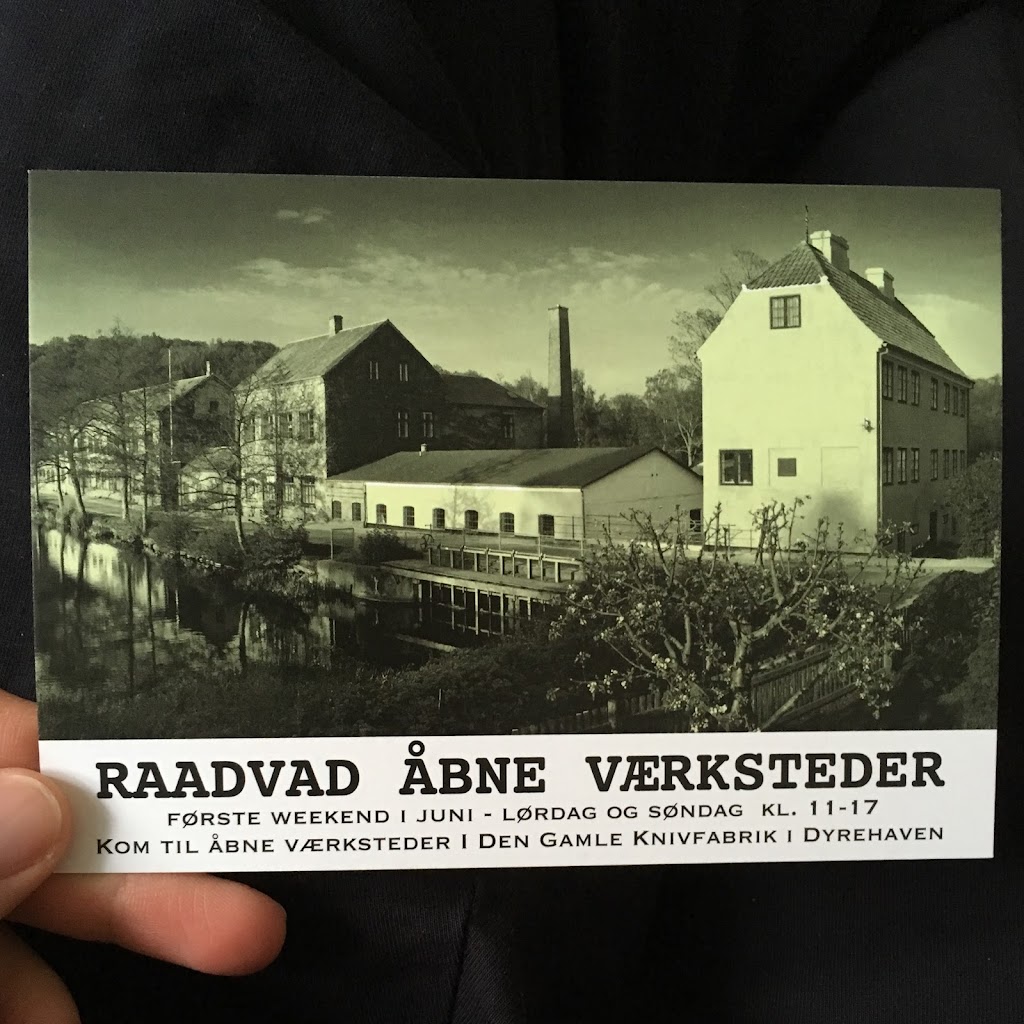 RAADVAD ÅBNE VÆRKSTEDER
FØRSTE WEEKEND I JUNI - LØRDAG OG SØNDAG KL. 11-17
KOM TIL ÅBNE VÆRKSTEDER I DEN GAMLE KNIVFABRIK I DYREHAVEN